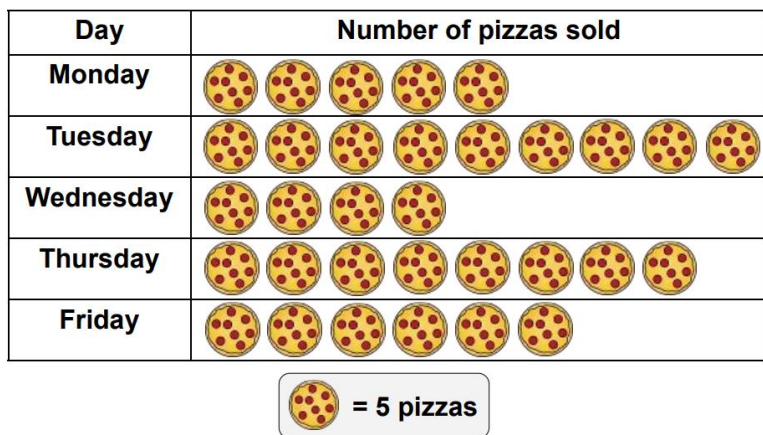 Day Number of pizzas sold
Monday
Tuesday
Wednesday
Thursday
Friday
= 5 pizzas